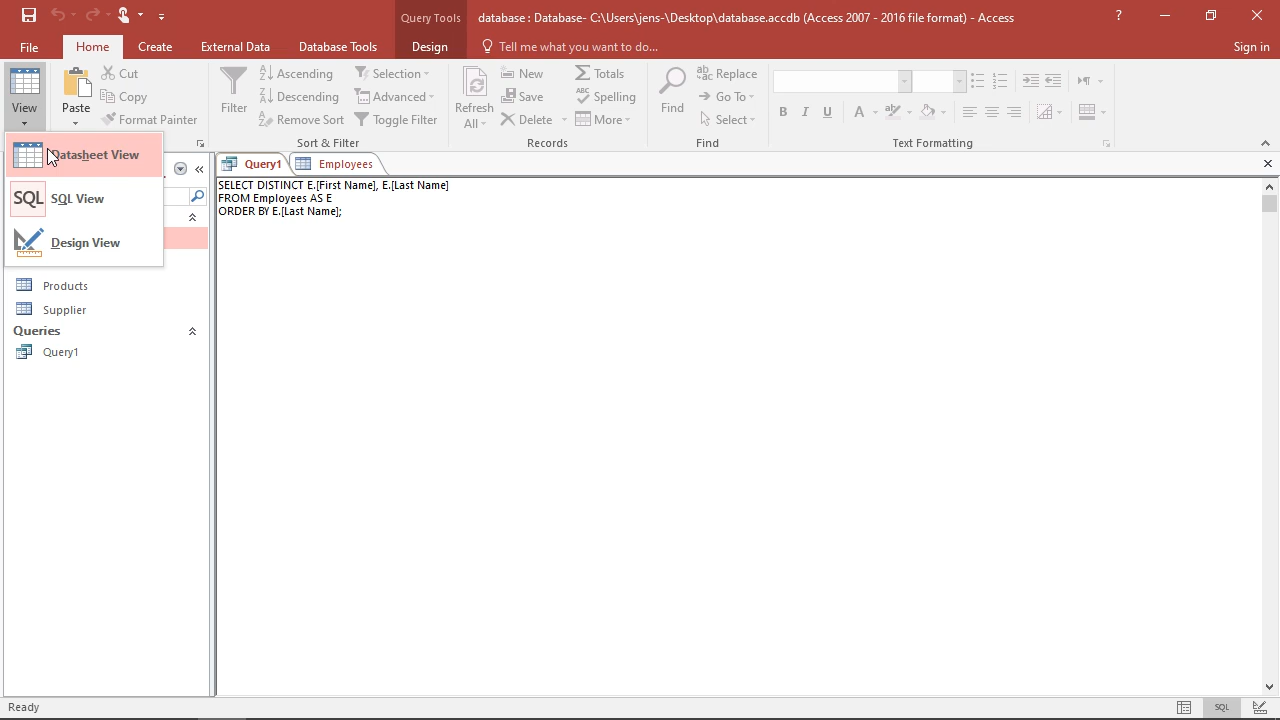 Query Tools
database : Database- C:\Users\jens-\Desktop\database.accdb (Access 2007 - 2016 file format) - Access
?
File
Home
Create
External Data
Database Tools
Design
Tell me what you want to do...
Sign in
View
Paste
Cut
Copy
Format Painter
Filter
Ascending
Descending
Remove Sort
Selection
Advanced
Toggle Filter
Sort & Filter
Refresh
All
New
Save
Delete
Totals
Spelling
More
Records
Find
Replace
Go To
Select
Find
B I U
Text Formatting
Datasheet View
SQL SQL View
Design View
Products
Supplier
Queries
Query1
Query1
Employees
SELECT DISTINCT E.[First Name], E.[Last Name]
FROM Employees AS E
ORDER BY E.[Last Name];
Ready
SQL